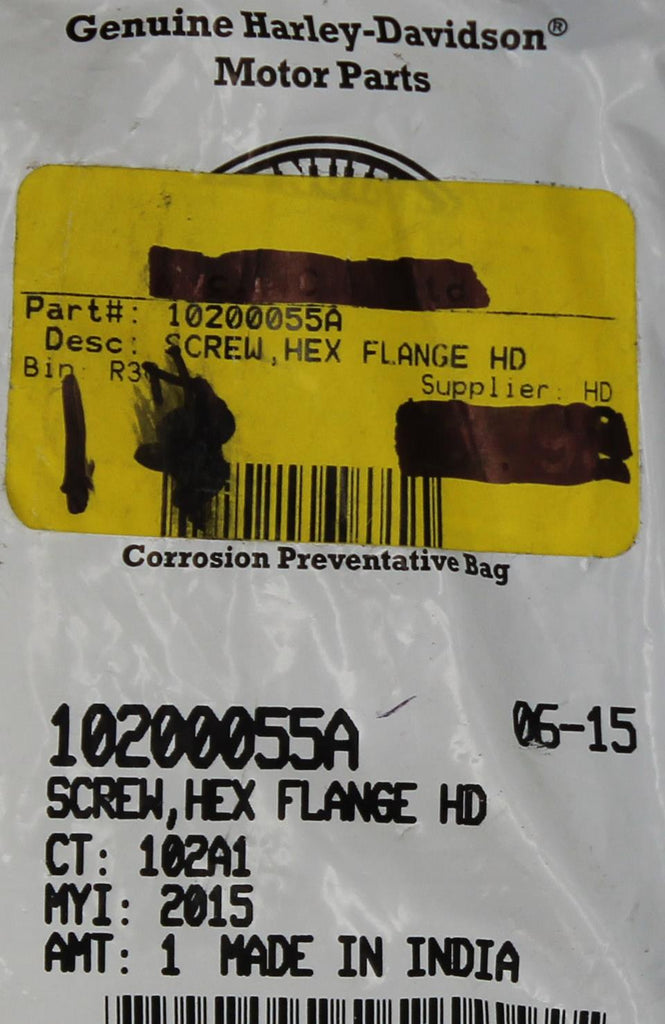 Genuine Harley-Davidson®
Motor Parts
Part#: 10200055A
Desc: SCREW,HEX FLANGE HD
Bin: R3
Supplier: HD
Corrosion Preventative Bag
10200055A 06-15
SCREW,HEX FLANGE HD
CT: 102A1
MYI: 2015
AMT: 1 MADE IN INDIA